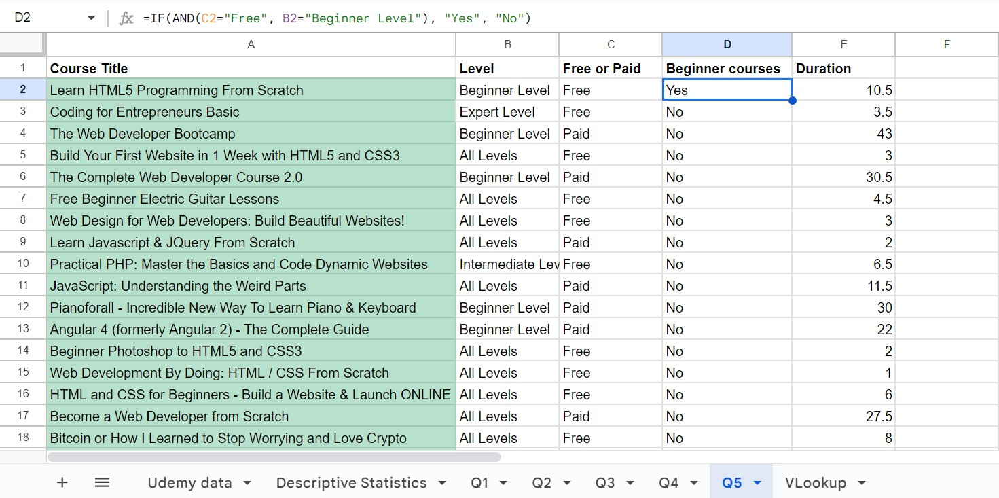 D2 fx =IF(AND(C2="Free", B2="Beginner Level"), "Yes", "No")
A B C D E F
1 Course Title Level Free or Paid Beginner courses Duration
2 Learn HTML5 Programming From Scratch Beginner Level Free Yes 10.5
3 Coding for Entrepreneurs Basic Expert Level Free No 3.5
4 The Web Developer Bootcamp Beginner Level Paid No 43
5 Build Your First Website in 1 Week with HTML5 and CSS3 All Levels Free No 3
6 The Complete Web Developer Course 2.0 Beginner Level Paid No 30.5
7 Free Beginner Electric Guitar Lessons All Levels Free No 4.5
8 Web Design for Web Developers: Build Beautiful Websites! All Levels Free No 3
9 Learn Javascript & JQuery From Scratch All Levels Paid No 2
10 Practical PHP: Master the Basics and Code Dynamic Websites Intermediate Lev Free No 6.5
11 JavaScript: Understanding the Weird Parts All Levels Paid No 11.5
12 Pianoforall - Incredible New Way To Learn Piano & Keyboard Beginner Level Paid No 30
13 Angular 4 (formerly Angular 2) - The Complete Guide Beginner Level Paid No 22
14 Beginner Photoshop to HTML5 and CSS3 All Levels Free No 2
15 Web Development By Doing: HTML / CSS From Scratch All Levels Free No 1
16 HTML and CSS for Beginners - Build a Website & Launch ONLINE All Levels Free No 6
17 Become a Web Developer from Scratch All Levels Paid No 27.5
18 Bitcoin or How I Learned to Stop Worrying and Love Crypto All Levels Free No 8
Udemy data Descriptive Statistics Q1 Q2 Q3 Q4 Q5 VLookup